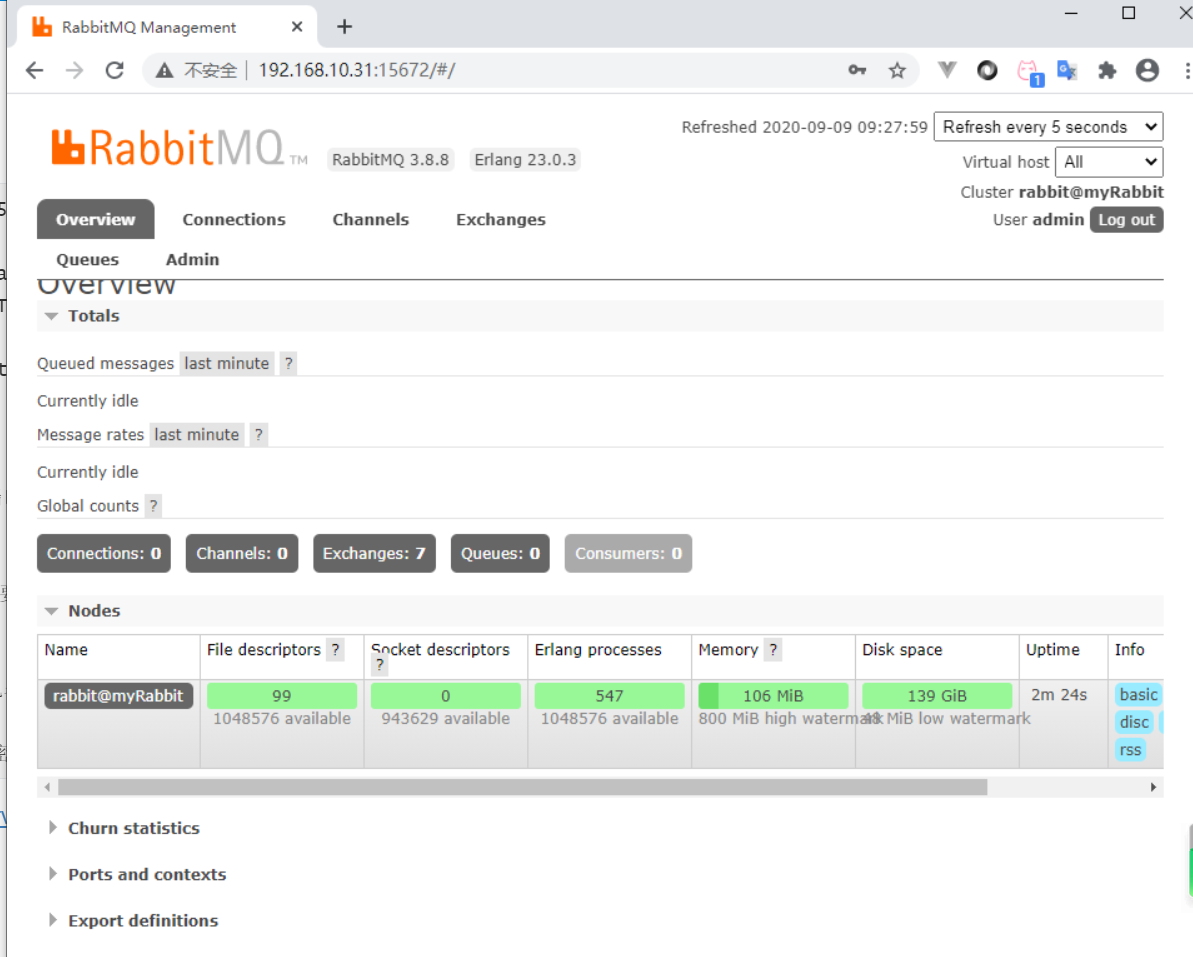 RabbitMQ Management
不安全 192.168.10.31:15672/#/
1
RabbitMQ TM RabbitMQ 3.8.8 Erlang 23.0.3
Refreshed 2020-09-09 09:27:59 Refresh every 5 seconds
Virtual host All
Cluster rabbit@myRabbit
User admin Log out
Overview Connections Channels Exchanges
Queues Admin
Overview
Totals
Queued messages last minute ?
Currently idle
Message rates last minute ?
Currently idle
Global counts ?
Connections: 0 Channels: 0 Exchanges: 7 Queues: 0 Consumers: 0
Nodes
Name File descriptors ? Socket descriptors ? Erlang processes Memory ? Disk space Uptime Info
rabbit@myRabbit 99 0 547 106 MiB 139 GiB 2m 24s basic
1048576 available 943629 available 1048576 available 800 MiB high watermark 48 MiB low watermark disc
rss
Churn statistics
Ports and contexts
Export definitions